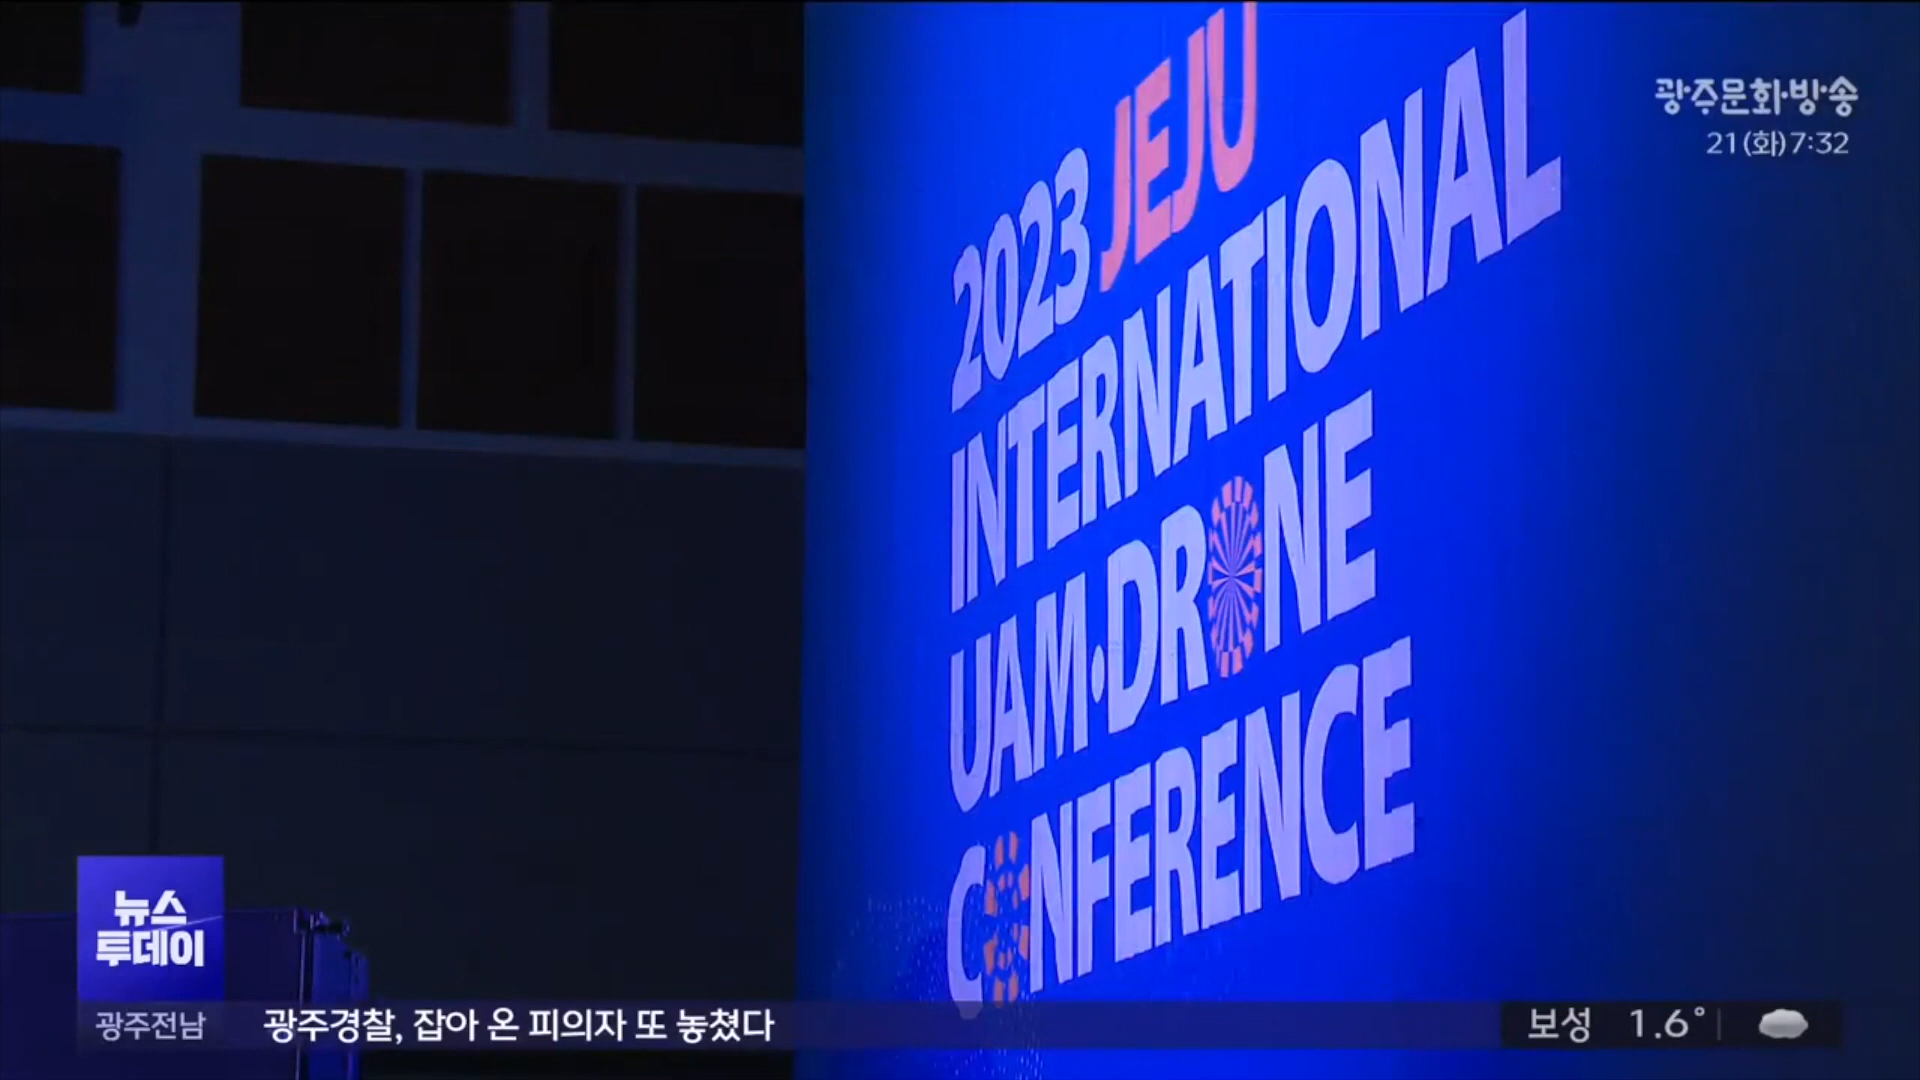 광주문화방송
21(화)7:32
2023 JEJU
INTERNATIONAL
UAM·DRONE
CONFERENCE
뉴스
투데이
광주전남 광주경찰, 잡아 온 피의자 또 놓쳤다
보성 1.6°